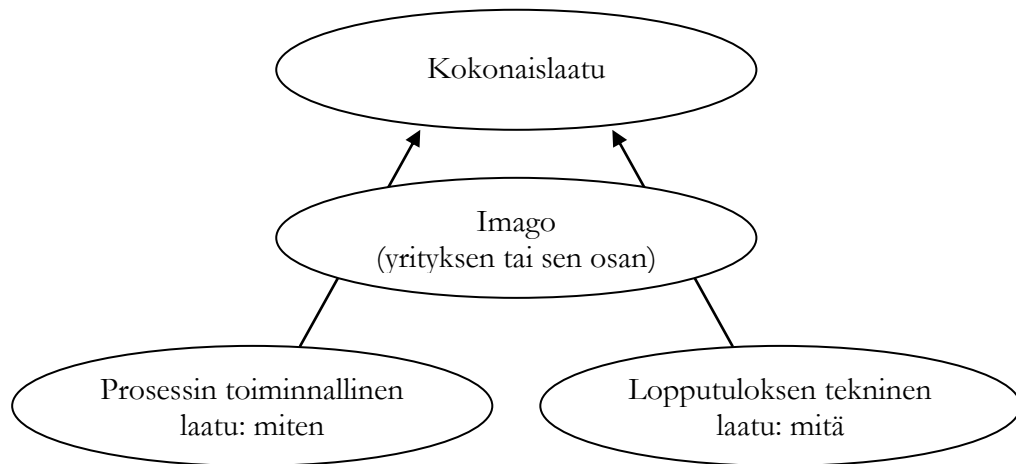 Kokonaislaatu
Imago
(yrityksen tai sen osan)
Prosessin toiminnallinen
laatu: miten
Lopputuloksen tekninen
laatu: mitä